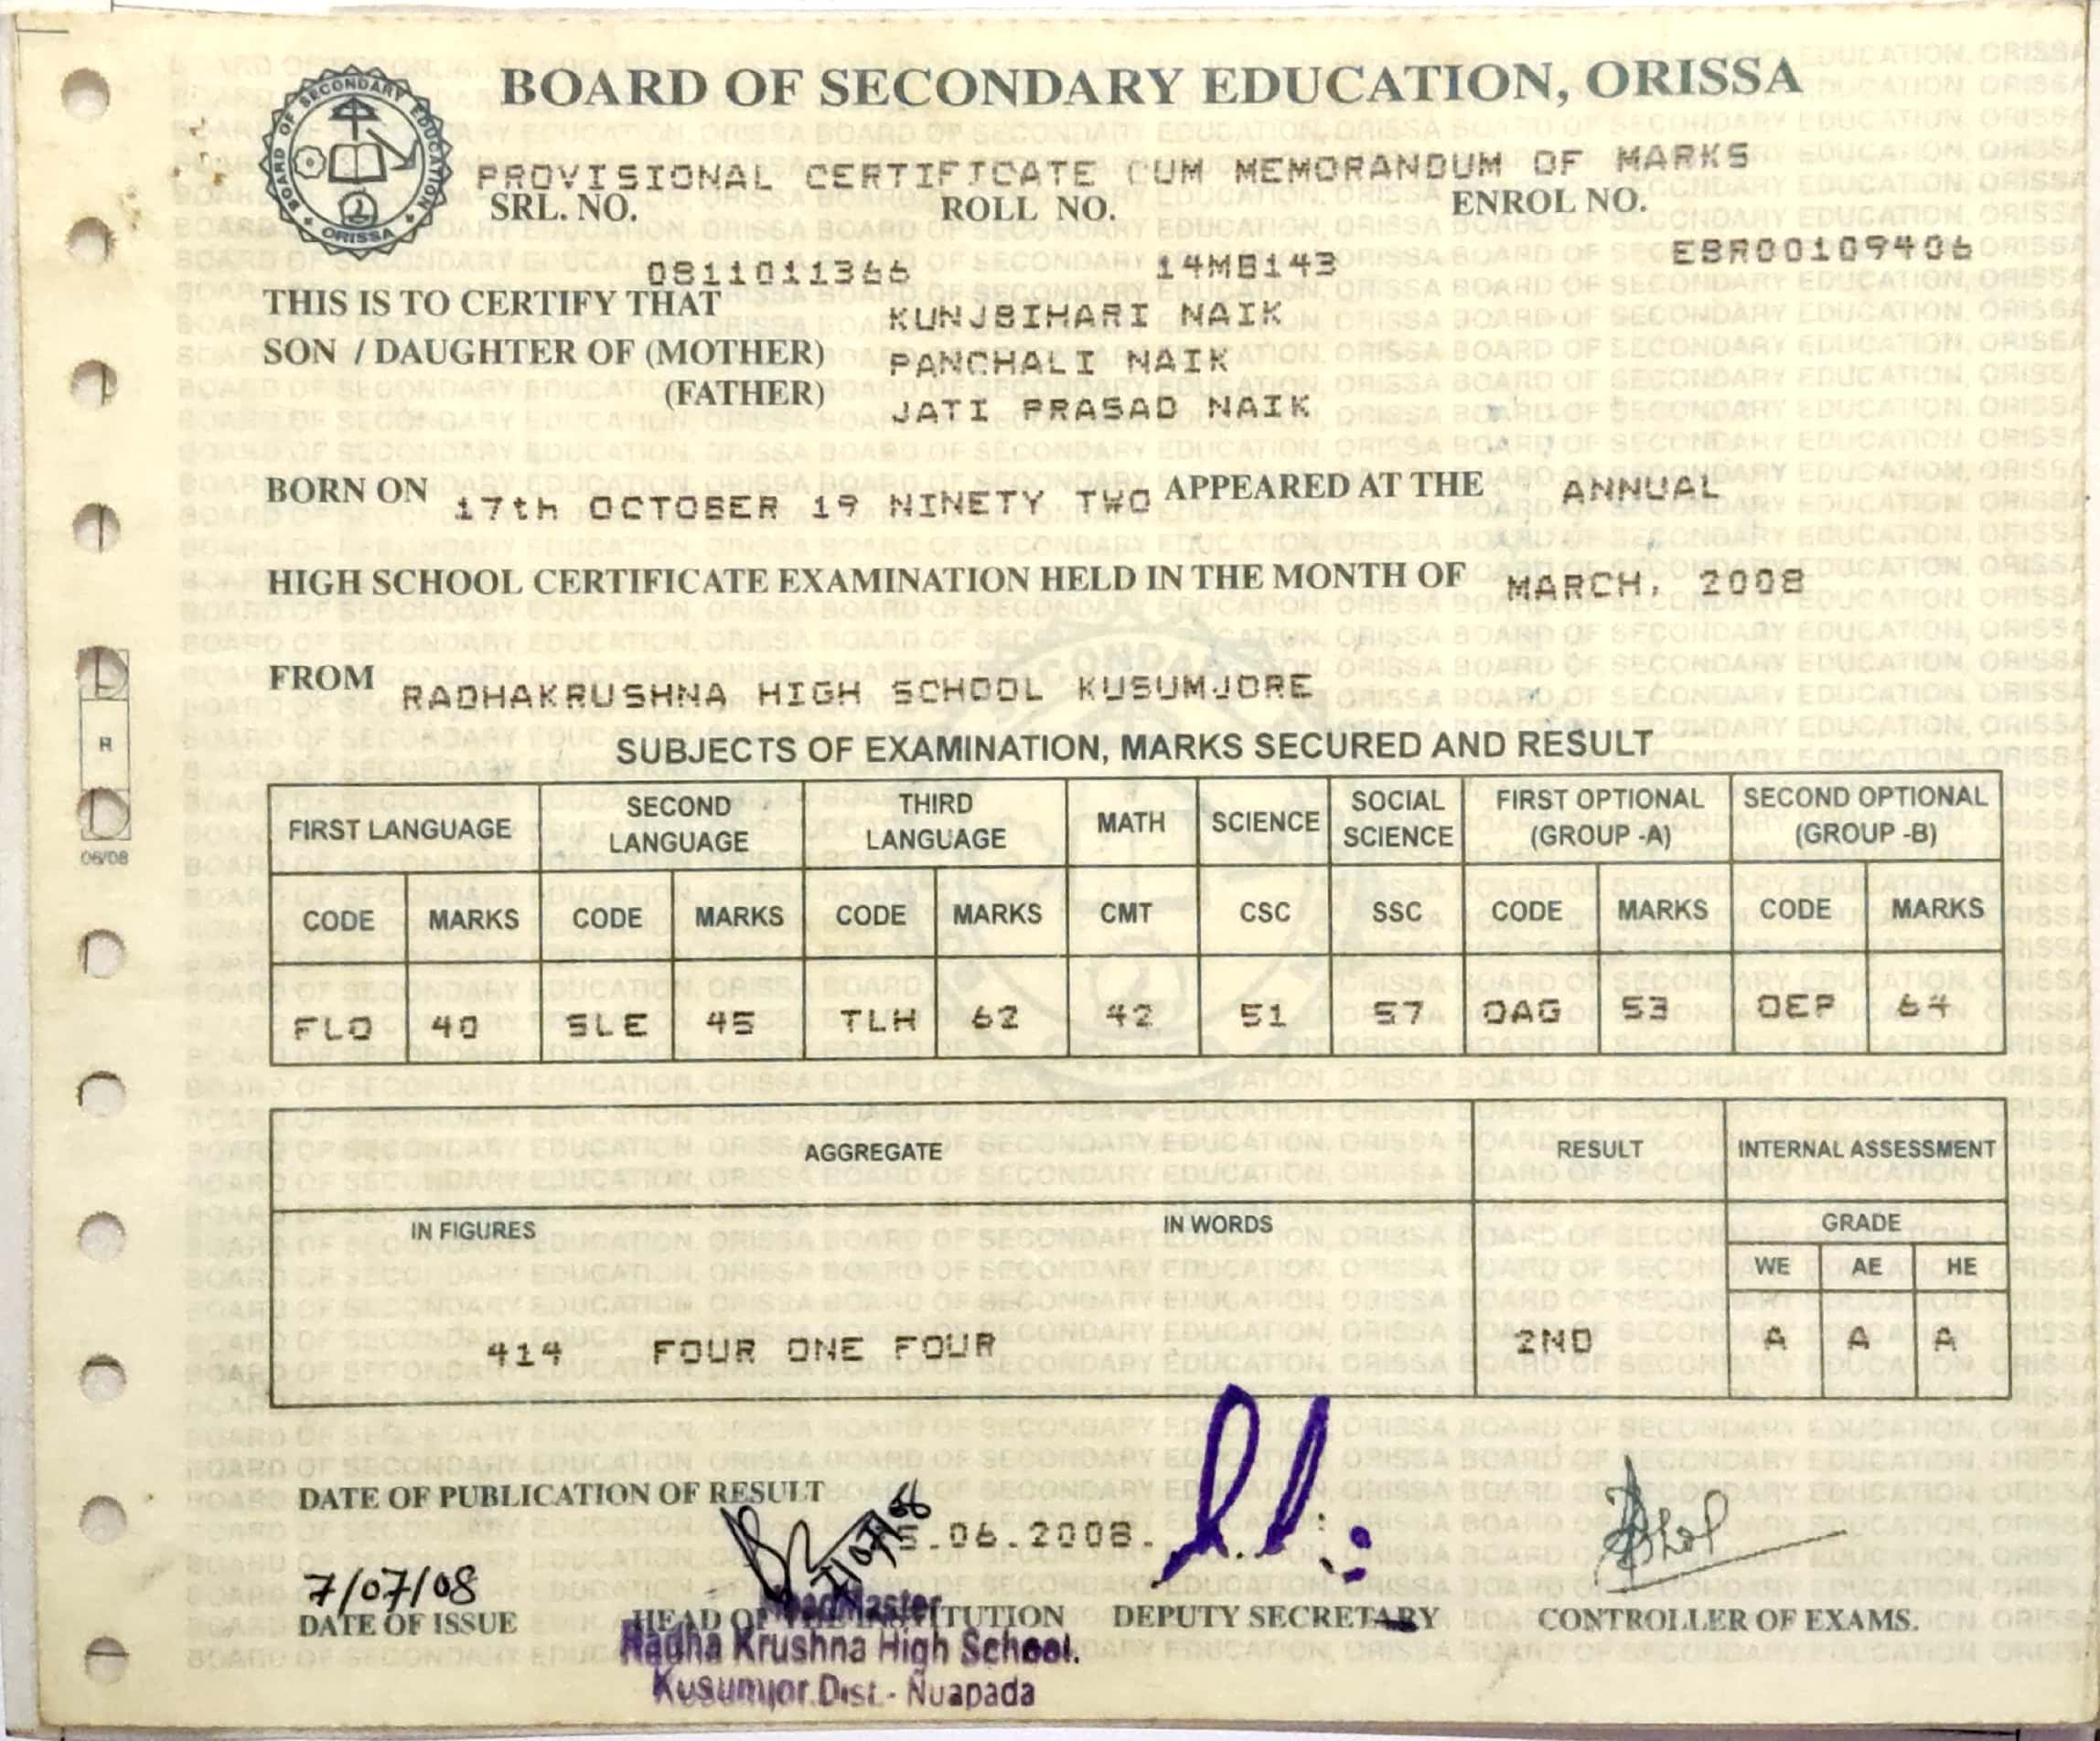 BOARD OF SECONDARY EDUCATION, ORISSA
BOARD OF SECONDARY EDUCATION
ORISSA
PROVISIONAL CERTIFICATE CUM MEMORANDUM OF MARKS
SRL. NO. ROLL NO. ENROL NO.
0811011366 14MB143 EBR00109406
THIS IS TO CERTIFY THAT KUNJBIHARI NAIK
SON / DAUGHTER OF (MOTHER) PANCHALI NAIK
(FATHER) JATI PRASAD NAIK
BORN ON 17th OCTOBER 19 NINETY TWO APPEARED AT THE ANNUAL
HIGH SCHOOL CERTIFICATE EXAMINATION HELD IN THE MONTH OF MARCH, 2008
FROM RADHAKRUSHNA HIGH SCHOOL KUSUMJORE
H
06/08
SUBJECTS OF EXAMINATION, MARKS SECURED AND RESULT
FIRST LANGUAGE SECOND LANGUAGE THIRD LANGUAGE MATH SCIENCE SOCIAL SCIENCE FIRST OPTIONAL (GROUP -A) SECOND OPTIONAL (GROUP -B)
CODE MARKS CODE MARKS CODE MARKS CMT CSC SSC CODE MARKS CODE MARKS
FLO 40 SLE 45 TLH 62 42 51 57 OAG 53 OEP 64
AGGREGATE RESULT INTERNAL ASSESSMENT
IN FIGURES IN WORDS GRADE
WE AE HE
414 FOUR ONE FOUR 2ND A A A
DATE OF PUBLICATION OF RESULT
.06.2008.
7/07/08
DATE OF ISSUE HEAD OF THE INSTITUTION DEPUTY SECRETARY CONTROLLER OF EXAMS.
HeadMaster
Radha Krushna High School.
Kusumjor.Dist.- Nuapada